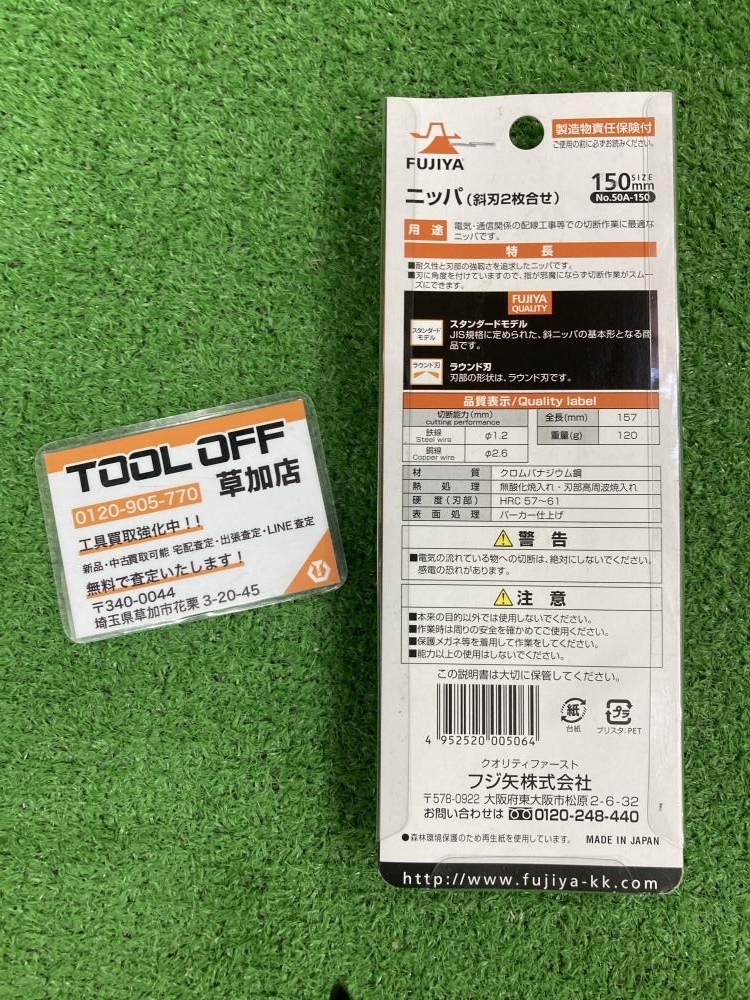 TOOL OFF
草加店
0120-905-770
工具買取強化中!!
新品・中古買取可能 宅配査定・出張査定・LINE査定
無料で査定いたします!
〒340-0044
埼玉県草加市花栗 3-20-45
FUJIYA
製造物責任保険付
ご使用の前に必ずお読みください。
ニッパ(斜刃2枚合せ)
150mm SIZE
No.50A-150
用途
電気・通信関係の配線工事等での切断作業に最適な
ニッパです。
特長
■耐久性と刃部の強靱さを追求したニッパです。
■刃に角度を付けていますので、指が邪魔にならず切断作業がスムー
ズにできます。
FUJIYA
QUALITY
スタンダード
モデル
スタンダードモデル
JIS規格に定められた、斜ニッパの基本形となる商
品です。
ラウンド刃
ラウンド刃
刃部の形状は、ラウンド刃です。
品質表示/Quality label
切断能力(mm)
cutting performance
全長(mm) 157
鉄線
Steel wire
φ1.2
重量(g) 120
銅線
Copper wire
φ2.6
材質 クロムバナジウム鋼
熱処理 無酸化焼入れ・刃部高周波焼入れ
硬度(刃部) HRC 57~61
表面処理 パーカー仕上げ
⚠警告
■電気の流れている物への切断は、絶対にしないでください。
感電の恐れがあります。
⚠注意
■本来の目的以外では使用しないでください。
■作業時は周りの安全を確かめてご使用ください。
■保護メガネ等を着用して作業をしてください。
■能力以上の使用はしないでください。
この説明書は大切に保管してください。
4 952520 005064
紙
台紙
プラ
ブリスタ:PET
クオリティファースト
フジ矢株式会社
〒578-0922 大阪府東大阪市松原2-6-32
F
お問い合わせは 0120-248-440
●森林環境保護のため再生紙を使用しています。
MADE IN JAPAN
http://www.fujiya-kk.com